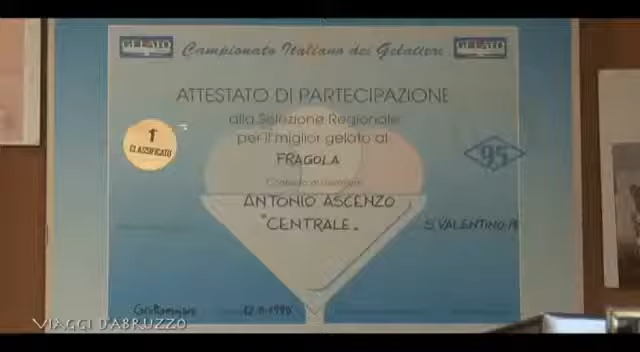 GELATO
Campionato Italiano dei Gelatieri
GELATO
ATTESTATO DI PARTECIPAZIONE
alla Selezione Regionale
per il miglior gelato al
FRAGOLA
1°
CLASSIFICATO
95
ANTONIO ASCENZO
"CENTRALE"
S. VALENTINO PE
VIAGGI D'ABRUZZO